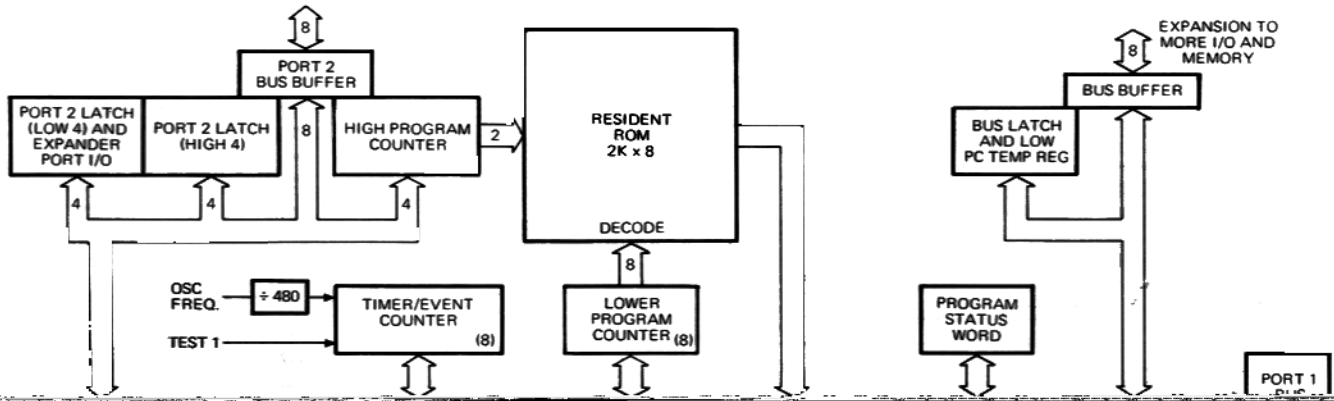 8
PORT 2
BUS BUFFER
PORT 2 LATCH
(LOW 4) AND
EXPANDER
PORT I/O
PORT 2 LATCH
(HIGH 4)
8
HIGH PROGRAM
COUNTER
2
RESIDENT
ROM
2K x 8
DECODE
8
EXPANSION TO
MORE I/O AND
MEMORY
BUS BUFFER
BUS LATCH
AND LOW
PC TEMP REG
4
4
4
8
OSC
FREQ.
÷ 480
TEST 1
TIMER/EVENT
COUNTER
(8)
LOWER
PROGRAM
COUNTER (8)
PROGRAM
STATUS
WORD
PORT 1